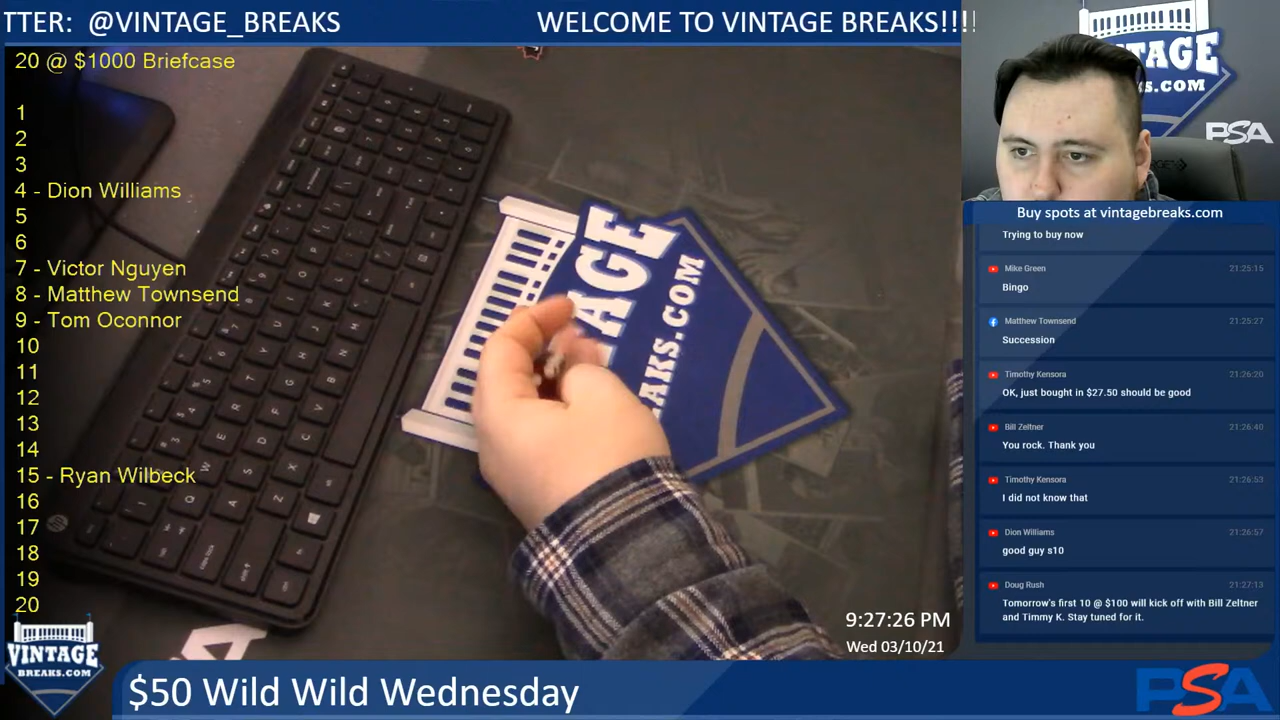 TTER: @VINTAGE_BREAKS
WELCOME TO VINTAGE BREAKS!!!!
20 @ $1000 Briefcase
1
2
3
4 - Dion Williams
5
6
7 - Victor Nguyen
8 - Matthew Townsend
9 - Tom Oconnor
10
11
12
13
14
15 - Ryan Wilbeck
16
17
18
19
20
AGE
EAKS.COM
TAGE
KS.COM
PSA
Buy spots at vintagebreaks.com
Trying to buy now
Mike Green 21:25:15
Bingo
Matthew Townsend 21:25:27
Succession
Timothy Kensora 21:26:20
OK, just bought in $27.50 should be good
Bill Zeltner 21:26:40
You rock. Thank you
Timothy Kensora 21:26:53
I did not know that
Dion Williams 21:26:57
good guy s10
Doug Rush 21:27:13
Tomorrow's first 10 @ $100 will kick off with Bill Zeltner
and Timmy K. Stay tuned for it.
9:27:26 PM
Wed 03/10/21
VINTAGE
BREAKS.COM
$50 Wild Wild Wednesday
PSA